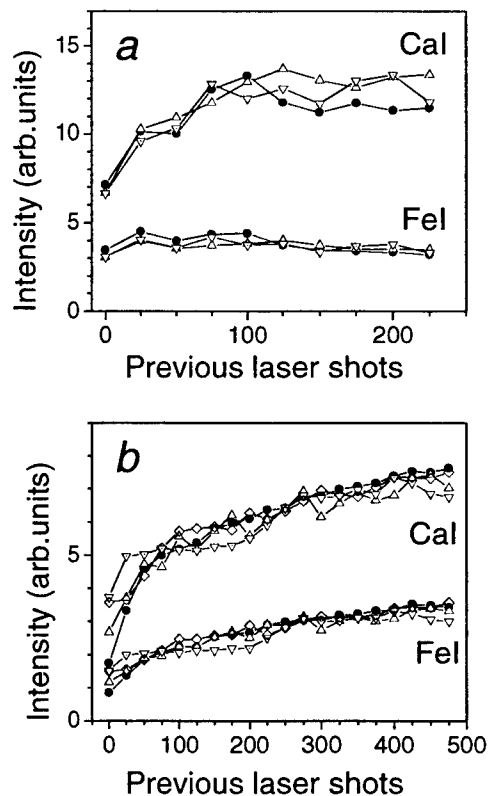 a
CaI
FeI
15
10
5
0
0
100
200
Intensity (arb.units)
Previous laser shots
b
CaI
FeI
5
0
0
100
200
300
400
500
Intensity (arb.units)
Previous laser shots